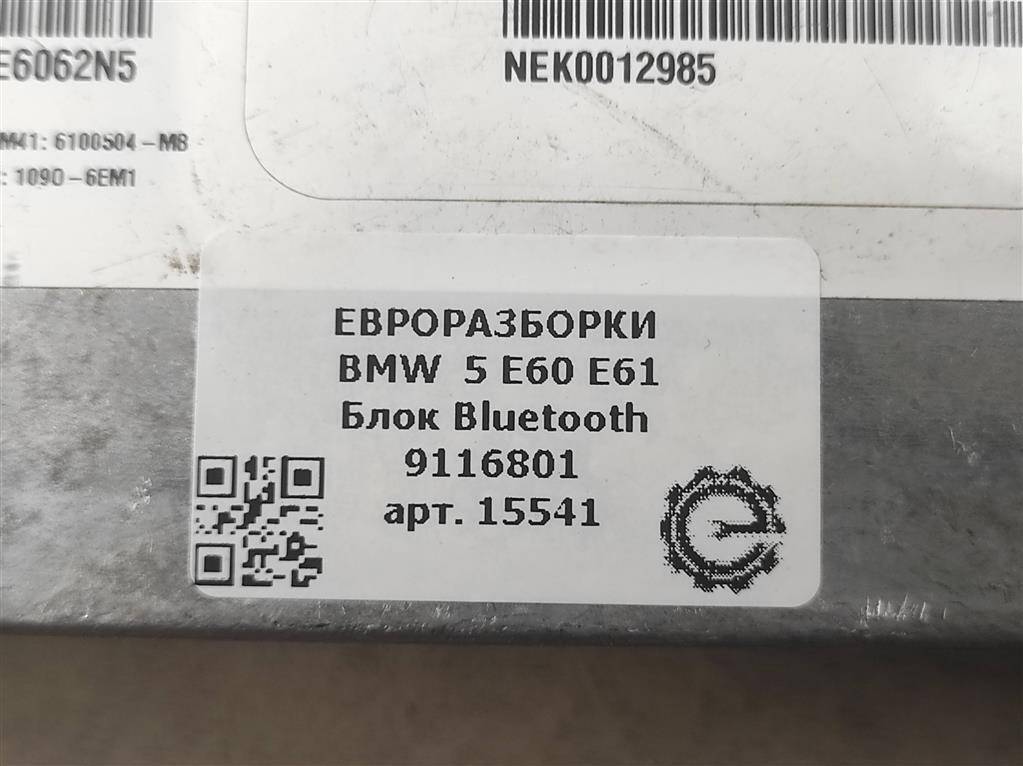 E6062N5
NEK0012985
M41: 6100504-M8
: 1090-6EM1
ЕВРОРАЗБОРКИ
BMW 5 E60 E61
Блок Bluetooth
9116801
арт. 15541